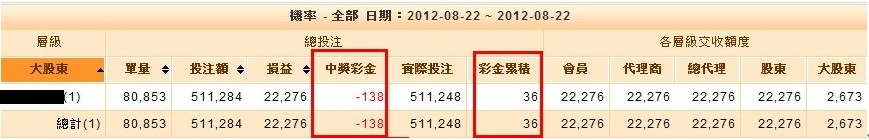 機率 - 全部 日期：2012-08-22 ~ 2012-08-22
層級 總投注 各層級交收額度
大股東 單量 投注額 損益 中獎彩金 實際投注 彩金累積 會員 代理商 總代理 股東 大股東
(1) 80,853 511,284 22,276 -138 511,248 36 22,276 22,276 22,276 22,276 2,673
總計(1) 80,853 511,284 22,276 -138 511,248 36 22,276 22,276 22,276 22,276 2,673